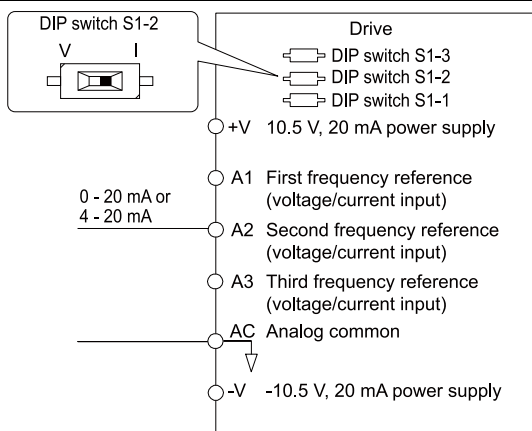 DIP switch S1-2
V I
Drive
DIP switch S1-3
DIP switch S1-2
DIP switch S1-1
+V 10.5 V, 20 mA power supply
A1 First frequency reference
(voltage/current input)
0 - 20 mA or
4 - 20 mA
A2 Second frequency reference
(voltage/current input)
A3 Third frequency reference
(voltage/current input)
AC Analog common
-V -10.5 V, 20 mA power supply